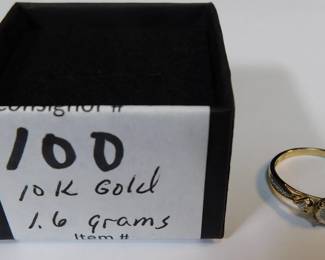 consignor #
100
10K Gold
1.6 grams
Item #